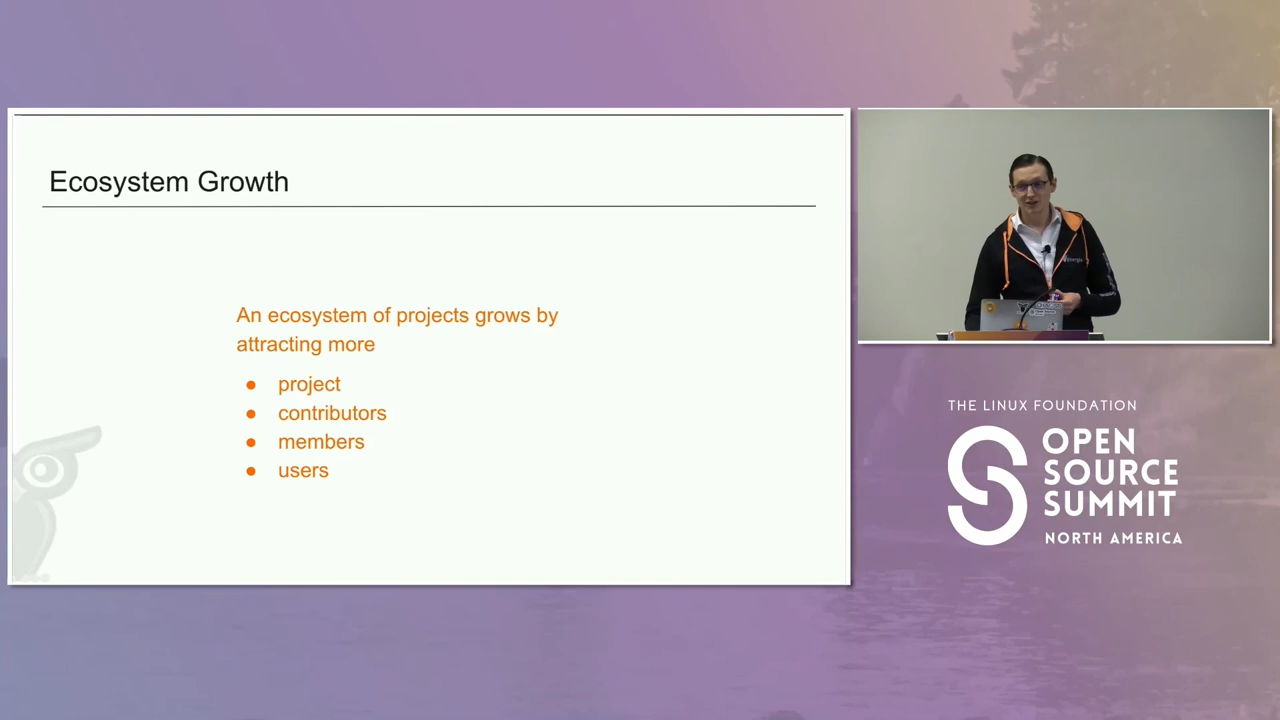 Ecosystem Growth
An ecosystem of projects grows by
attracting more
● project
● contributors
● members
● users
THE LINUX FOUNDATION
OPEN
SOURCE
SUMMIT
NORTH AMERICA